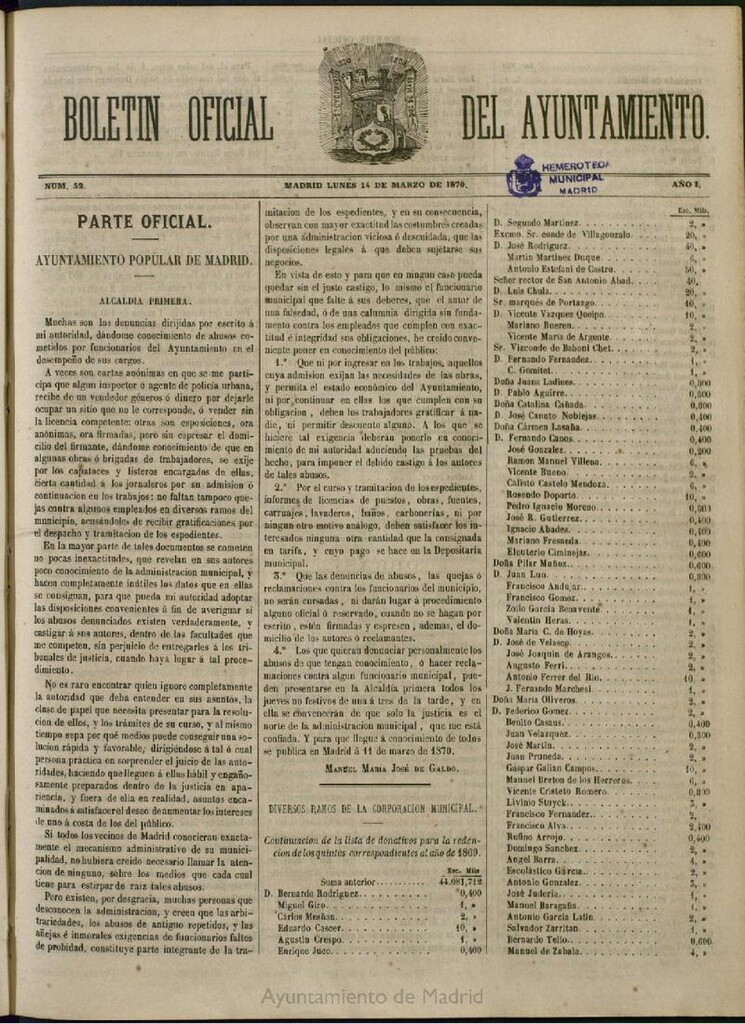 BOLETIN OFICIAL DEL AYUNTAMIENTO.
HEMEROTECA
MUNICIPAL
MADRID
NUM. 52. MADRID LUNES 14 DE MARZO DE 1870. AÑO I.
PARTE OFICIAL.
AYUNTAMIENTO POPULAR DE MADRID.
ALCALDIA PRIMERA.
Muchas son las denuncias dirijidas por escrito á
mi autoridad, dándome conocimiento de abusos co-
metidos por funcionarios del Ayuntamiento en el
desempeño de sus cargos.
A veces son cartas anónimas en que se me parti-
cipa que algun inspector ó agente de policía urbana,
recibe de un vendedor géneros ó dinero por dejarle
ocupar un sitio que no le corresponde, ó vender sin
la licencia competente: otras son esposiciones, ora
anónimas, ora firmadas, pero sin espresar el domi-
cilio del firmante, dándome conocimiento de que en
algunas obras ó brigadas de trabajadores, se exije
por los capataces y listeros encargados de ellas,
cierta cantidad á los jornaleros por su admision ó
continuacion en los trabajos: no faltan tampoco que-
jas contra algunos empleados en diversos ramos del
municipio, acusándoles de recibir gratificaciones por
el despacho y tramitacion de los espedientes.
En la mayor parte de tales documentos se cometen
no pocas inexactitudes, que revelan en sus autores
poco conocimiento de la administracion municipal, y
hacen completamente inútiles los datos que en ellas
se consignan, para que pueda mi autoridad adoptar
las disposiciones convenientes á fin de averiguar si
los abusos denunciados existen verdaderamente, y
castigar á sus autores, dentro de las facultades que
me competen, sin perjuicio de entregarles á los tri-
bunales de justicia, cuando haya lugar á tal proce-
dimiento.
No es raro encontrar quien ignore completamente
la autoridad que deba entender en sus asuntos, la
clase de papel que necesita presentar para la resolu-
cion de ellos, y los trámites de su curso, y al mismo
tiempo sepa por qué medios puede conseguir una so-
lucion rápida y favorable, dirigiéndose á tal ó cual
persona práctica en sorprender el juicio de las auto-
ridades, haciendo que lleguen á ellas hábil y engaño-
samente preparados dentro de la justicia en apa-
riencia, y fuera de ella en realidad, asuntos encami-
nados á satisfacer el deseo de aumentar los intereses
de uno á costa de los del público.
Si todos los vecinos de Madrid conocieran exacta-
mente el mecanismo administrativo de su munici-
palidad, no hubiera creido necesario llamar la aten-
cion de ninguno, sobre los medios que cada cual
tiene para estirpar de raiz tales abusos.
Pero existen, por desgracia, muchas personas que
desconocen la administracion, y creen que las arbi-
trariedades, los abusos de antiguo repetidos, y las
añejas é inmorales exigencias de funcionarios faltos
de probidad, constituye parte integrante de la tra-
mitacion de los espedientes, y en su consecuencia,
observan con mayor exactitud las costumbres creadas
por una administracion viciosa ó descuidada, que las
disposiciones legales á que deben sujetarse sus
negocios.
En vista de esto y para que en ningun caso pueda
quedar sin el justo castigo, lo mismo el funcionario
municipal que falte á sus deberes, que el autor de
una falsedad, ó de una calumnia dirigida sin funda-
mento contra los empleados que cumplen con exac-
titud é integridad sus obligaciones, he creido conve-
niente poner en conocimiento del público:
1.º Que ni por ingresar en los trabajos, aquellos
cuya admision exijan las necesidades de las obras,
y permita el estado económico del Ayuntamiento,
ni por continuar en ellas los que cumplen con su
obligacion, deben los trabajadores gratificar á na-
die, ni permitir descuento alguno. A los que se
hiciere tal exigencia deberán ponerlo en conoci-
miento de mi autoridad aduciendo las pruebas del
hecho, para imponer el debido castigo á los autores
de tales abusos.
2.º Por el curso y tramitacion de los espedientes,
informes de licencias de puestos, obras, fuentes,
carruajes, lavaderos, baños, carbonerías, ni por
ningun otro motivo análogo, deben satisfacer los in-
teresados ninguna otra cantidad que la consignada
en tarifa, y cuyo pago se hace en la Depositaría
municipal.
3.º Que las denuncias de abusos, las quejas ó
reclamaciones contra los funcionarios del municipio,
no serán cursadas, ni darán lugar á procedimiento
alguno oficial ó reservado, cuando no se hagan por
escrito, estén firmadas y espresen, ademas, el do-
micilio de los autores ó reclamantes.
4.º Los que quieran denunciar personalmente los
abusos de que tengan conocimiento, ó hacer recla-
maciones contra algun funcionario municipal, pue-
den presentarse en la Alcaldía primera todos los
jueves no festivos de una á tres de la tarde, y en
ella se convencerán de que solo la justicia es el
norte de la administracion municipal, que me está
confiada. Y para que llegue á conocimiento de todos
se publica en Madrid á 11 de marzo de 1870.
MANUEL MARIA JOSÉ DE GALDO.
DIVERSOS RAMOS DE LA CORPORACION MUNICIPAL.
Continuacion de la lista de donativos para la reden-
cion de los quintos correspondientes al año de 1869.
Esc. Mils
Suma anterior.......... 44.081,712
D. Bernardo Rodriguez.......... 0,400
Miguel Giro.......... 1, »
Cárlos Meshan.......... 2, »
Eduardo Cascer.......... 10, »
Agustin Crespo.......... 1, »
Enrique Juco.......... 0,400
Esc. Mils.
D. Segundo Martinez.......... 2, »
Excmo. Sr. conde de Villagonzalo.......... 20, »
D. José Rodriguez.......... 40, »
Martin Martinez Duque.......... 6, »
Antonio Estefani de Castro.......... 50, »
Señor rector de San Antonio Abad.......... 40,
D. Luis Chulz.......... 20, »
Sr. marqués de Portazgo.......... 10, »
D. Vicente Vazquez Queipo.......... 10, »
Mariano Bueren.......... 2, »
Vicente Maria de Argente.......... 2, »
Sr. Vizconde de Bahoni Chet.......... 2, »
D. Fernando Fernandez.......... 2, »
C. Gomitet.......... 1, »
Doña Juana Ladines.......... 0,800
D. Pablo Aguirre.......... 0,800
Doña Catalina Cañada.......... 0,800
D. José Canuto Noblejas.......... 0,400
Doña Cármen Lasaña.......... 0,400
D. Fernando Canos.......... 0,400
José Gonzalez.......... 0,200
Ramon Manuel Villena.......... 6, »
Vicente Bueno.......... 2, »
Calisto Castelo Mendoza.......... 6, »
Rosendo Doporto.......... 10, »
Pedro Ignacio Moreno.......... 0,800
José R. Gutierrez.......... 0,400
Ignacio Abades.......... 0,400
Mariano Fresneda.......... 0,400
Eleuterio Ciminejas.......... 0,600
Doña Pilar Muñoz.......... 0,600
D. Juan Lun.......... 0,800
Francisco Andujar.......... 1, »
Francisco Gomez.......... 1, »
Zoilo Garcia Benavente.......... 1, »
Valentin Heras.......... 1, »
Doña Maria C. de Hoyas.......... 2, »
D. José de Velasco.......... 2, »
José Joaquin de Arangos.......... 2, »
Augusto Ferri.......... 2, »
Antonio Ferrer del Rio.......... 10, »
J. Fernando Marchesi.......... 1, »
Doña Maria Oliveros.......... 2, »
D. Federico Gomez.......... 2, »
Benito Casaus.......... 0,400
Juan Velazquez.......... 0,800
José Martin.......... 2, »
Juan Pruneda.......... 2, »
Gaspar Galian Campos.......... 10, »
Manuel Breton de los Herreros.......... 6, »
Vicente Cristeto Romero.......... 0,800
Livinio Stuyck.......... 3, »
Francisco Fernandez.......... 2,
Francisco Alva.......... 2,400
Rufino Arrojo.......... 0,400
Domingo Sanchez.......... 2, »
Angel Barra.......... 4, »
Escolástico Gárcia.......... 2, »
Antonio Gonzalez.......... 3, »
José Juderia.......... 1, »
Manuel Baragaña.......... 1, »
Antonio Garcia Latin.......... 2, »
Salvador Zarritan.......... 1, »
Bernardo Tello.......... 0,600
Manuel de Zabala.......... 4, »
Ayuntamiento de Madrid